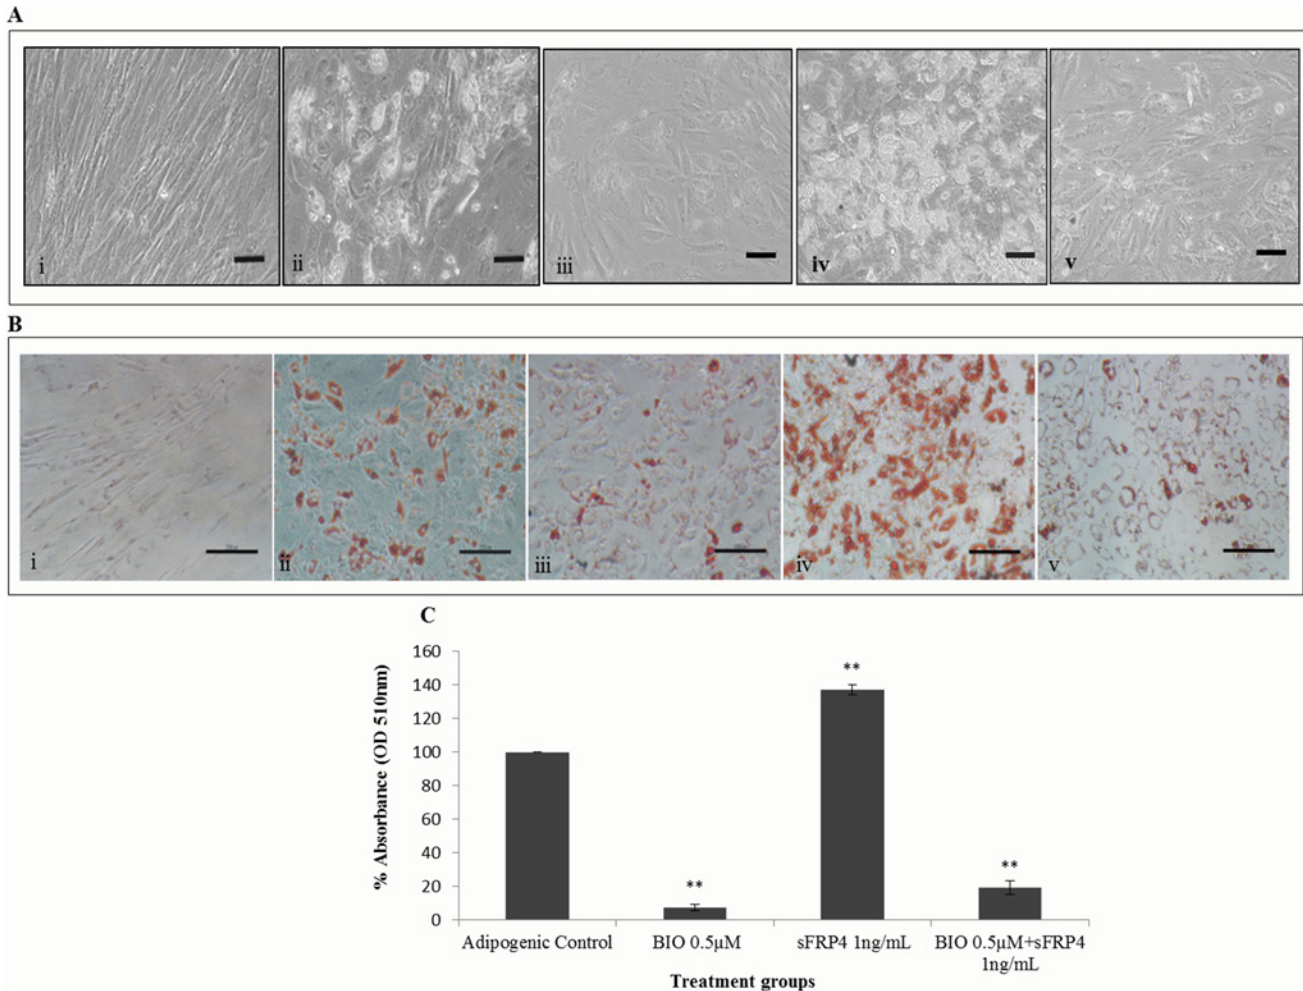 A
i
ii
iii
iv
v
B
i
ii
iii
iv
v
C
% Absorbance (OD 510nm)
160
140
120
100
80
60
40
20
0
**
**
**
Adipogenic Control
BIO 0.5µM
sFRP4 1ng/mL
BIO 0.5µM+sFRP4
1ng/mL
Treatment groups